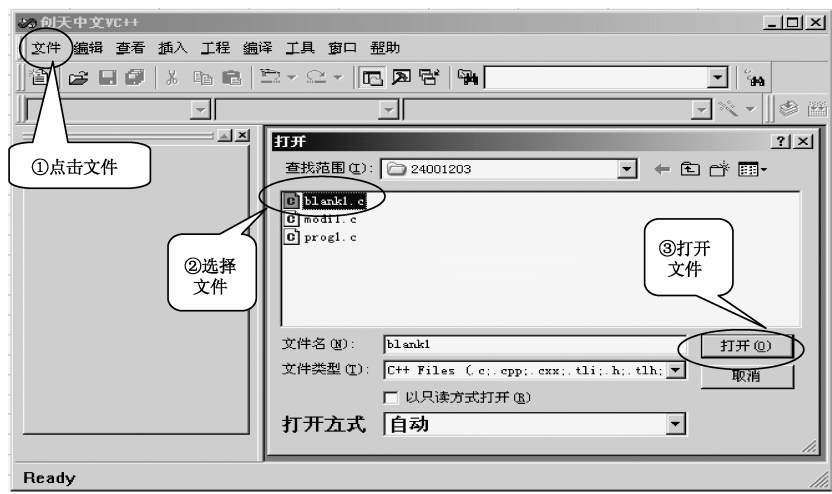 创天中文VC++
文件 编辑 查看 插入 工程 编译 工具 窗口 帮助
①点击文件
打开
查找范围(I):
24001203
blank1.c
modi1.c
prog1.c
②选择
文件
③打开
文件
文件名(N):
blank1
打开(O)
文件类型(T):
C++ Files (.c;.cpp;.cxx;.tli;.h;.tlh;
取消
以只读方式打开(R)
打开方式
自动
Ready